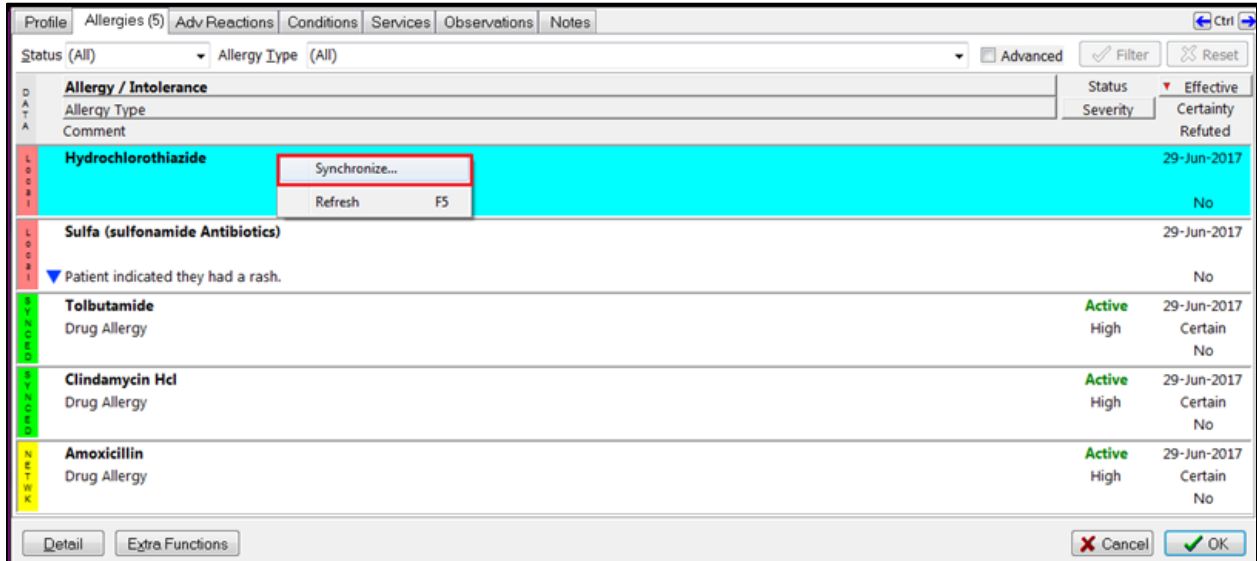 Profile Allergies (5) Adv Reactions Conditions Services Observations Notes Ctrl
Status (All) Allergy Type (All) Advanced Filter Reset
DATA
Allergy / Intolerance Status Effective
Allergy Type Severity Certainty
Comment Refuted
Local
Hydrochlorothiazide 29-Jun-2017
Synchronize...
Refresh F5
No
Local
Sulfa (sulfonamide Antibiotics) 29-Jun-2017
Patient indicated they had a rash. No
SYNCED
Tolbutamide Active 29-Jun-2017
Drug Allergy High Certain
No
SYNCED
Clindamycin Hcl Active 29-Jun-2017
Drug Allergy High Certain
No
NETWK
Amoxicillin Active 29-Jun-2017
Drug Allergy High Certain
No
Detail Extra Functions Cancel OK